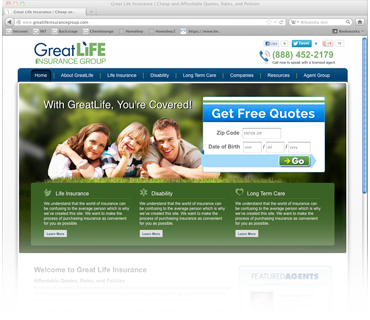 Great Life Insurance | Cheap and Affordable Quotes, Rates, and Policies
Great Life Insurance | Cheap an...
www.greatlifeinsurancegroup.com
Bookmarks
GreatLIFE
INSURANCE GROUP
Like
Tweet
(888) 452-2179
Call now to speak with a licensed agent
Home About GreatLife Life Insurance Disability Long Term Care Companies Resources Agent Group
With GreatLife, You're Covered!
Get Free Quotes
Zip Code ENTER ZIP
Date of Birth mm / dd / yyyy
Go
Life Insurance
We understand that the world of insurance can
be confusing to the average person which is why
we've created this site. We want to make the
process of purchasing insurance as convenient
for you as possible.
Learn More
Disability
We understand that the world of insurance can
be confusing to the average person which is why
we've created this site. We want to make the
process of purchasing insurance as convenient
for you as possible.
Learn More
Long Term Care
We understand that the world of insurance can
be confusing to the average person which is why
we've created this site. We want to make the
process of purchasing insurance as convenient
for you as possible.
Learn More
Welcome to Great Life Insurance
Affordable Quotes, Rates, and Policies
FEATURED AGENTS